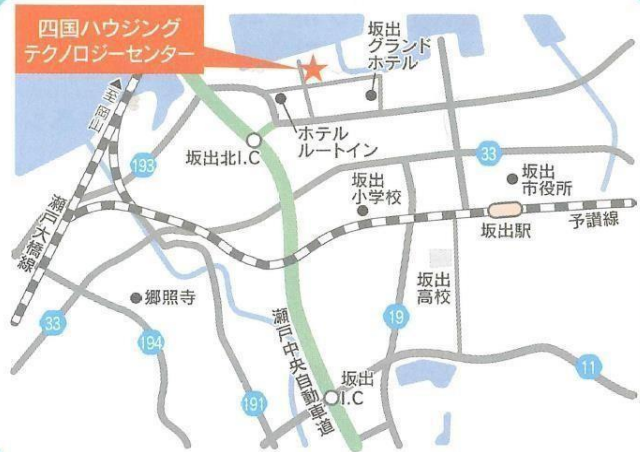 四国ハウジング
テクノロジーセンター
坂出
グランド
ホテル
至岡山
ホテル
ルートイン
坂出北I.C
193
33
坂出
小学校
坂出
市役所
瀬戸大橋線
坂出駅
予讃線
坂出
高校
郷照寺
33
194
19
瀬戸中央自動車道
坂出
I.C
11
191